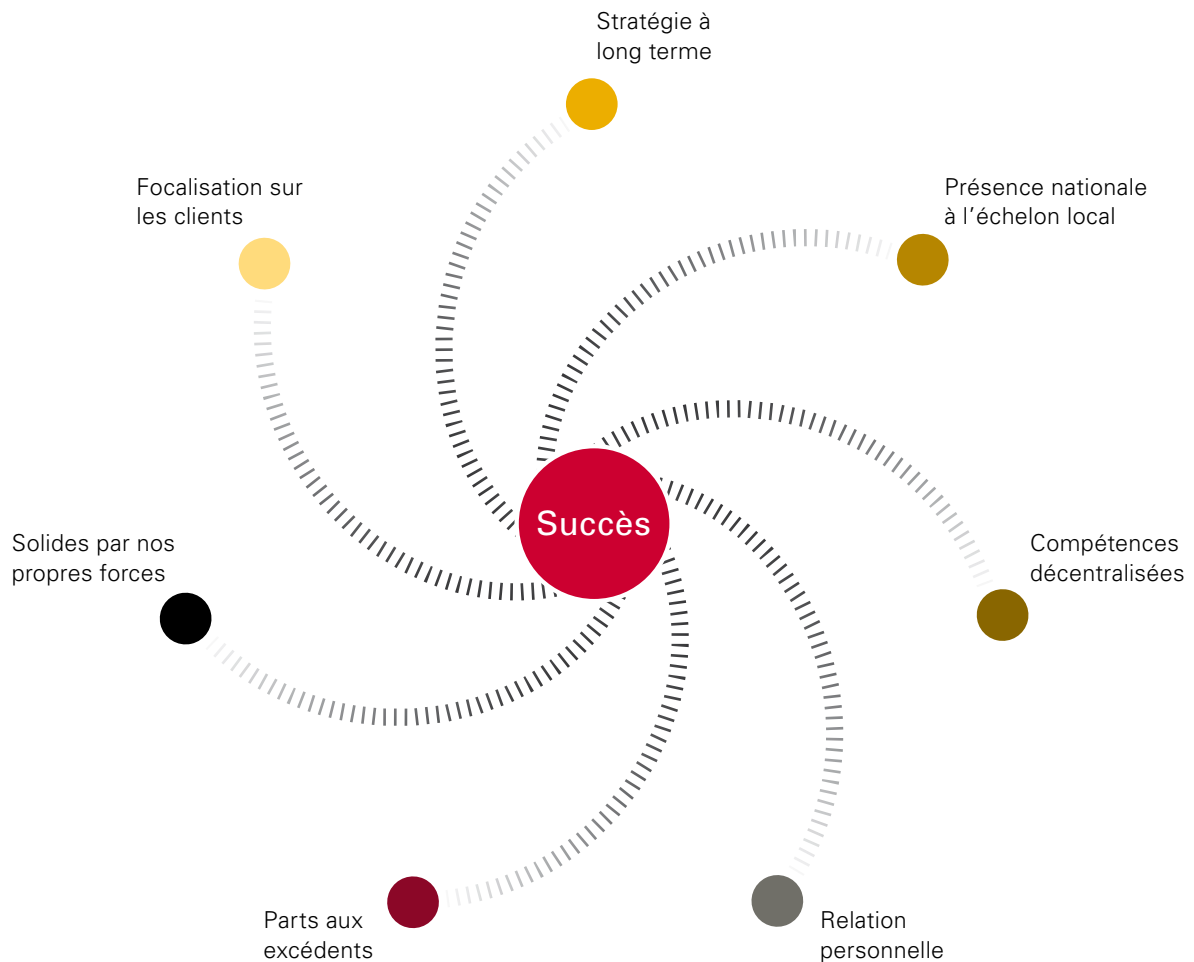 Stratégie à
long terme
Focalisation sur
les clients
Présence nationale
à l'échelon local
Succès
Solides par nos
propres forces
Compétences
décentralisées
Parts aux
excédents
Relation
personnelle